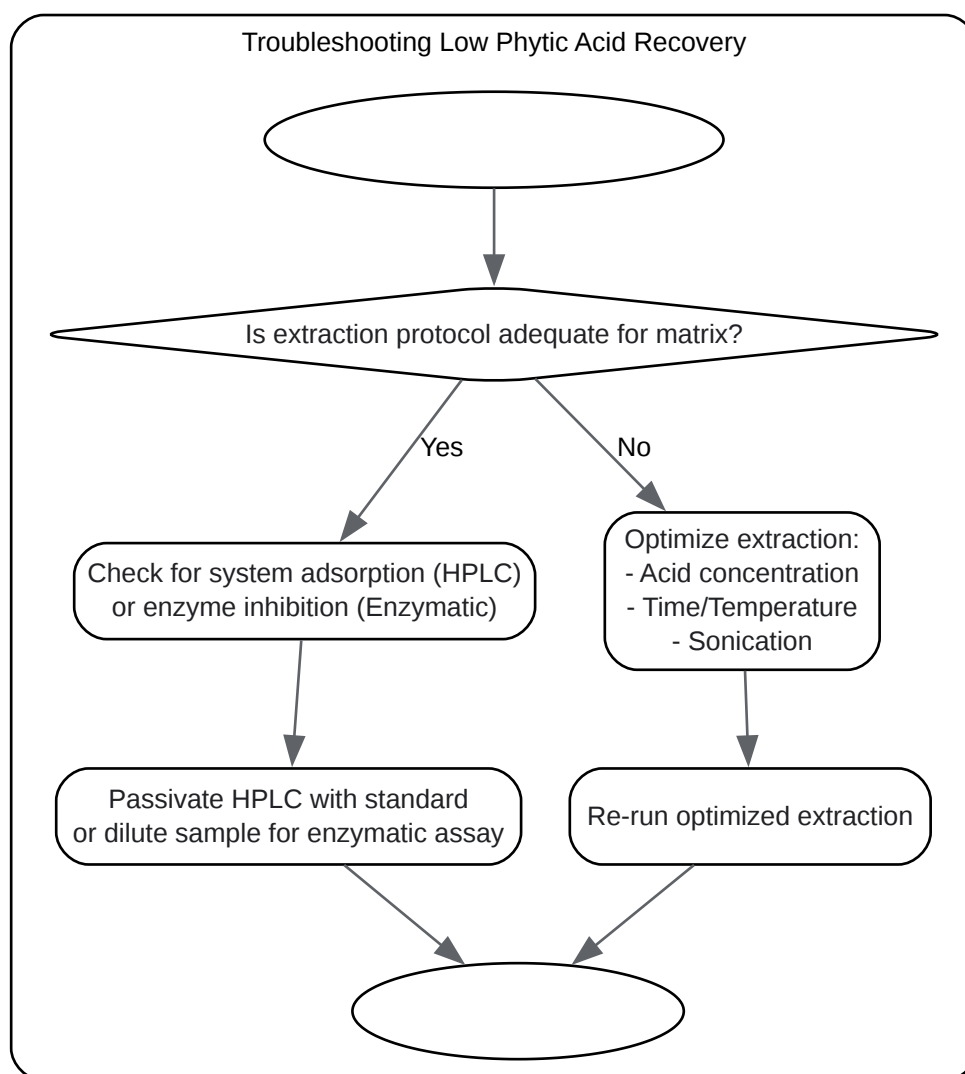 Troubleshooting Low Phytic Acid Recovery
Is extraction protocol adequate for matrix?
Yes
No
Check for system adsorption (HPLC)
or enzyme inhibition (Enzymatic)
Optimize extraction:
- Acid concentration
- Time/Temperature
- Sonication
Passivate HPLC with standard
or dilute sample for enzymatic assay
Re-run optimized extraction